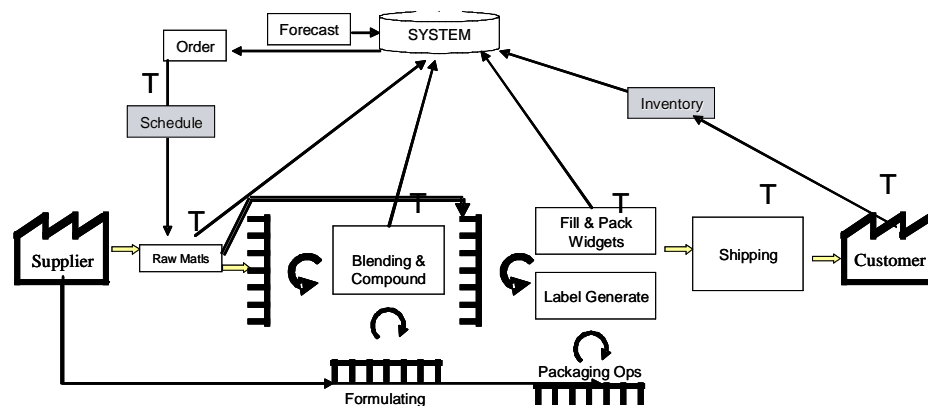 Forecast
SYSTEM
Order
T
Schedule
Inventory
T
T
T
T
T
Supplier
Raw Matls
Blending &
Compound
Fill & Pack
Widgets
Label Generate
Shipping
Customer
Packaging Ops
Formulating